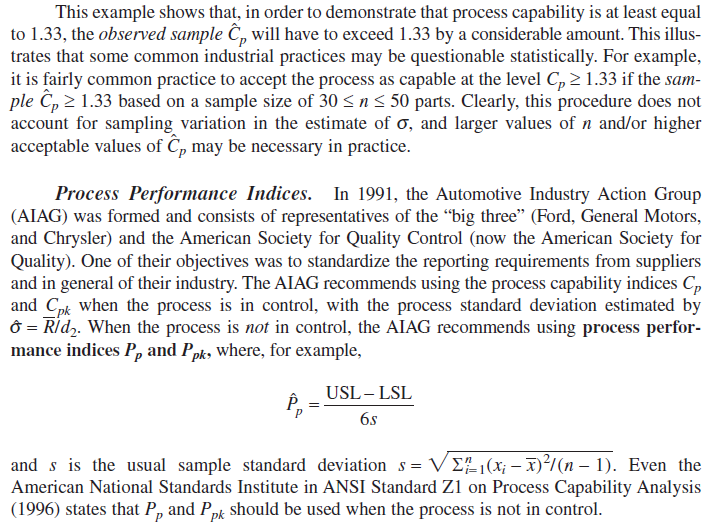 This example shows that, in order to demonstrate that process capability is at least equal
to 1.33, the observed sample Ĉp will have to exceed 1.33 by a considerable amount. This illus-
trates that some common industrial practices may be questionable statistically. For example,
it is fairly common practice to accept the process as capable at the level Cp ≥ 1.33 if the sam-
ple Ĉp ≥ 1.33 based on a sample size of 30 ≤ n ≤ 50 parts. Clearly, this procedure does not
account for sampling variation in the estimate of σ, and larger values of n and/or higher
acceptable values of Ĉp may be necessary in practice.
Process Performance Indices. In 1991, the Automotive Industry Action Group
(AIAG) was formed and consists of representatives of the “big three” (Ford, General Motors,
and Chrysler) and the American Society for Quality Control (now the American Society for
Quality). One of their objectives was to standardize the reporting requirements from suppliers
and in general of their industry. The AIAG recommends using the process capability indices Cp
and Cpk when the process is in control, with the process standard deviation estimated by
σ̂ = R̅/d2. When the process is not in control, the AIAG recommends using process perfor-
mance indices Pp and Ppk, where, for example,
P̂p = (USL – LSL)/6s
and s is the usual sample standard deviation s = √Σⁿi=1(xi – x̅)²/(n – 1). Even the
American National Standards Institute in ANSI Standard Z1 on Process Capability Analysis
(1996) states that Pp and Ppk should be used when the process is not in control.